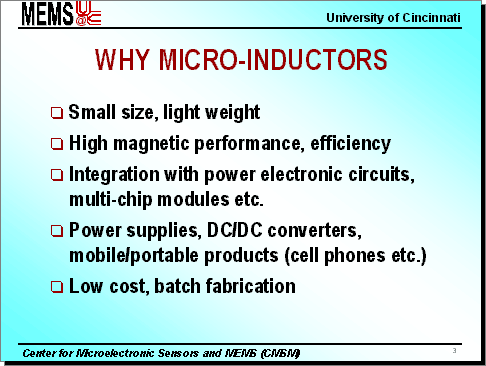 MEMS UC @
University of Cincinnati
WHY MICRO-INDUCTORS
❏ Small size, light weight
❏ High magnetic performance, efficiency
❏ Integration with power electronic circuits,
multi-chip modules etc.
❏ Power supplies, DC/DC converters,
mobile/portable products (cell phones etc.)
❏ Low cost, batch fabrication
Center for Microelectronic Sensors and MEMS (CMSM)
3